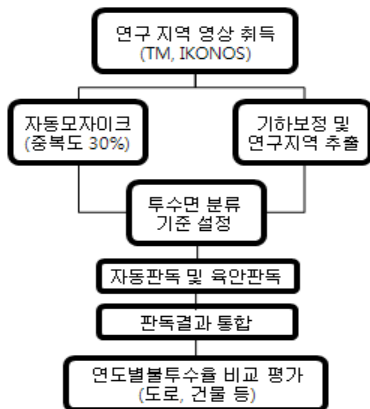 연구 지역 영상 취득
(TM, IKONOS)
자동모자이크
(중복도 30%)
기하보정 및
연구지역 추출
투수면 분류
기준 설정
자동판독 및 육안판독
판독결과 통합
연도별불투수율 비교 평가
(도로, 건물 등)